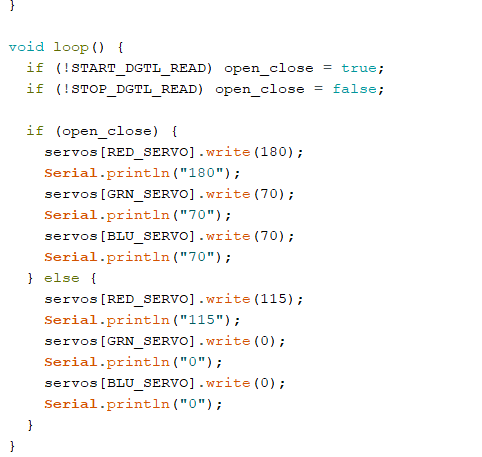 }

void loop() {
  if (!START_DGTL_READ) open_close = true;
  if (!STOP_DGTL_READ) open_close = false;

  if (open_close) {
    servos[RED_SERVO].write(180);
    Serial.println("180");
    servos[GRN_SERVO].write(70);
    Serial.println("70");
    servos[BLU_SERVO].write(70);
    Serial.println("70");
  } else {
    servos[RED_SERVO].write(115);
    Serial.println("115");
    servos[GRN_SERVO].write(0);
    Serial.println("0");
    servos[BLU_SERVO].write(0);
    Serial.println("0");
  }
}